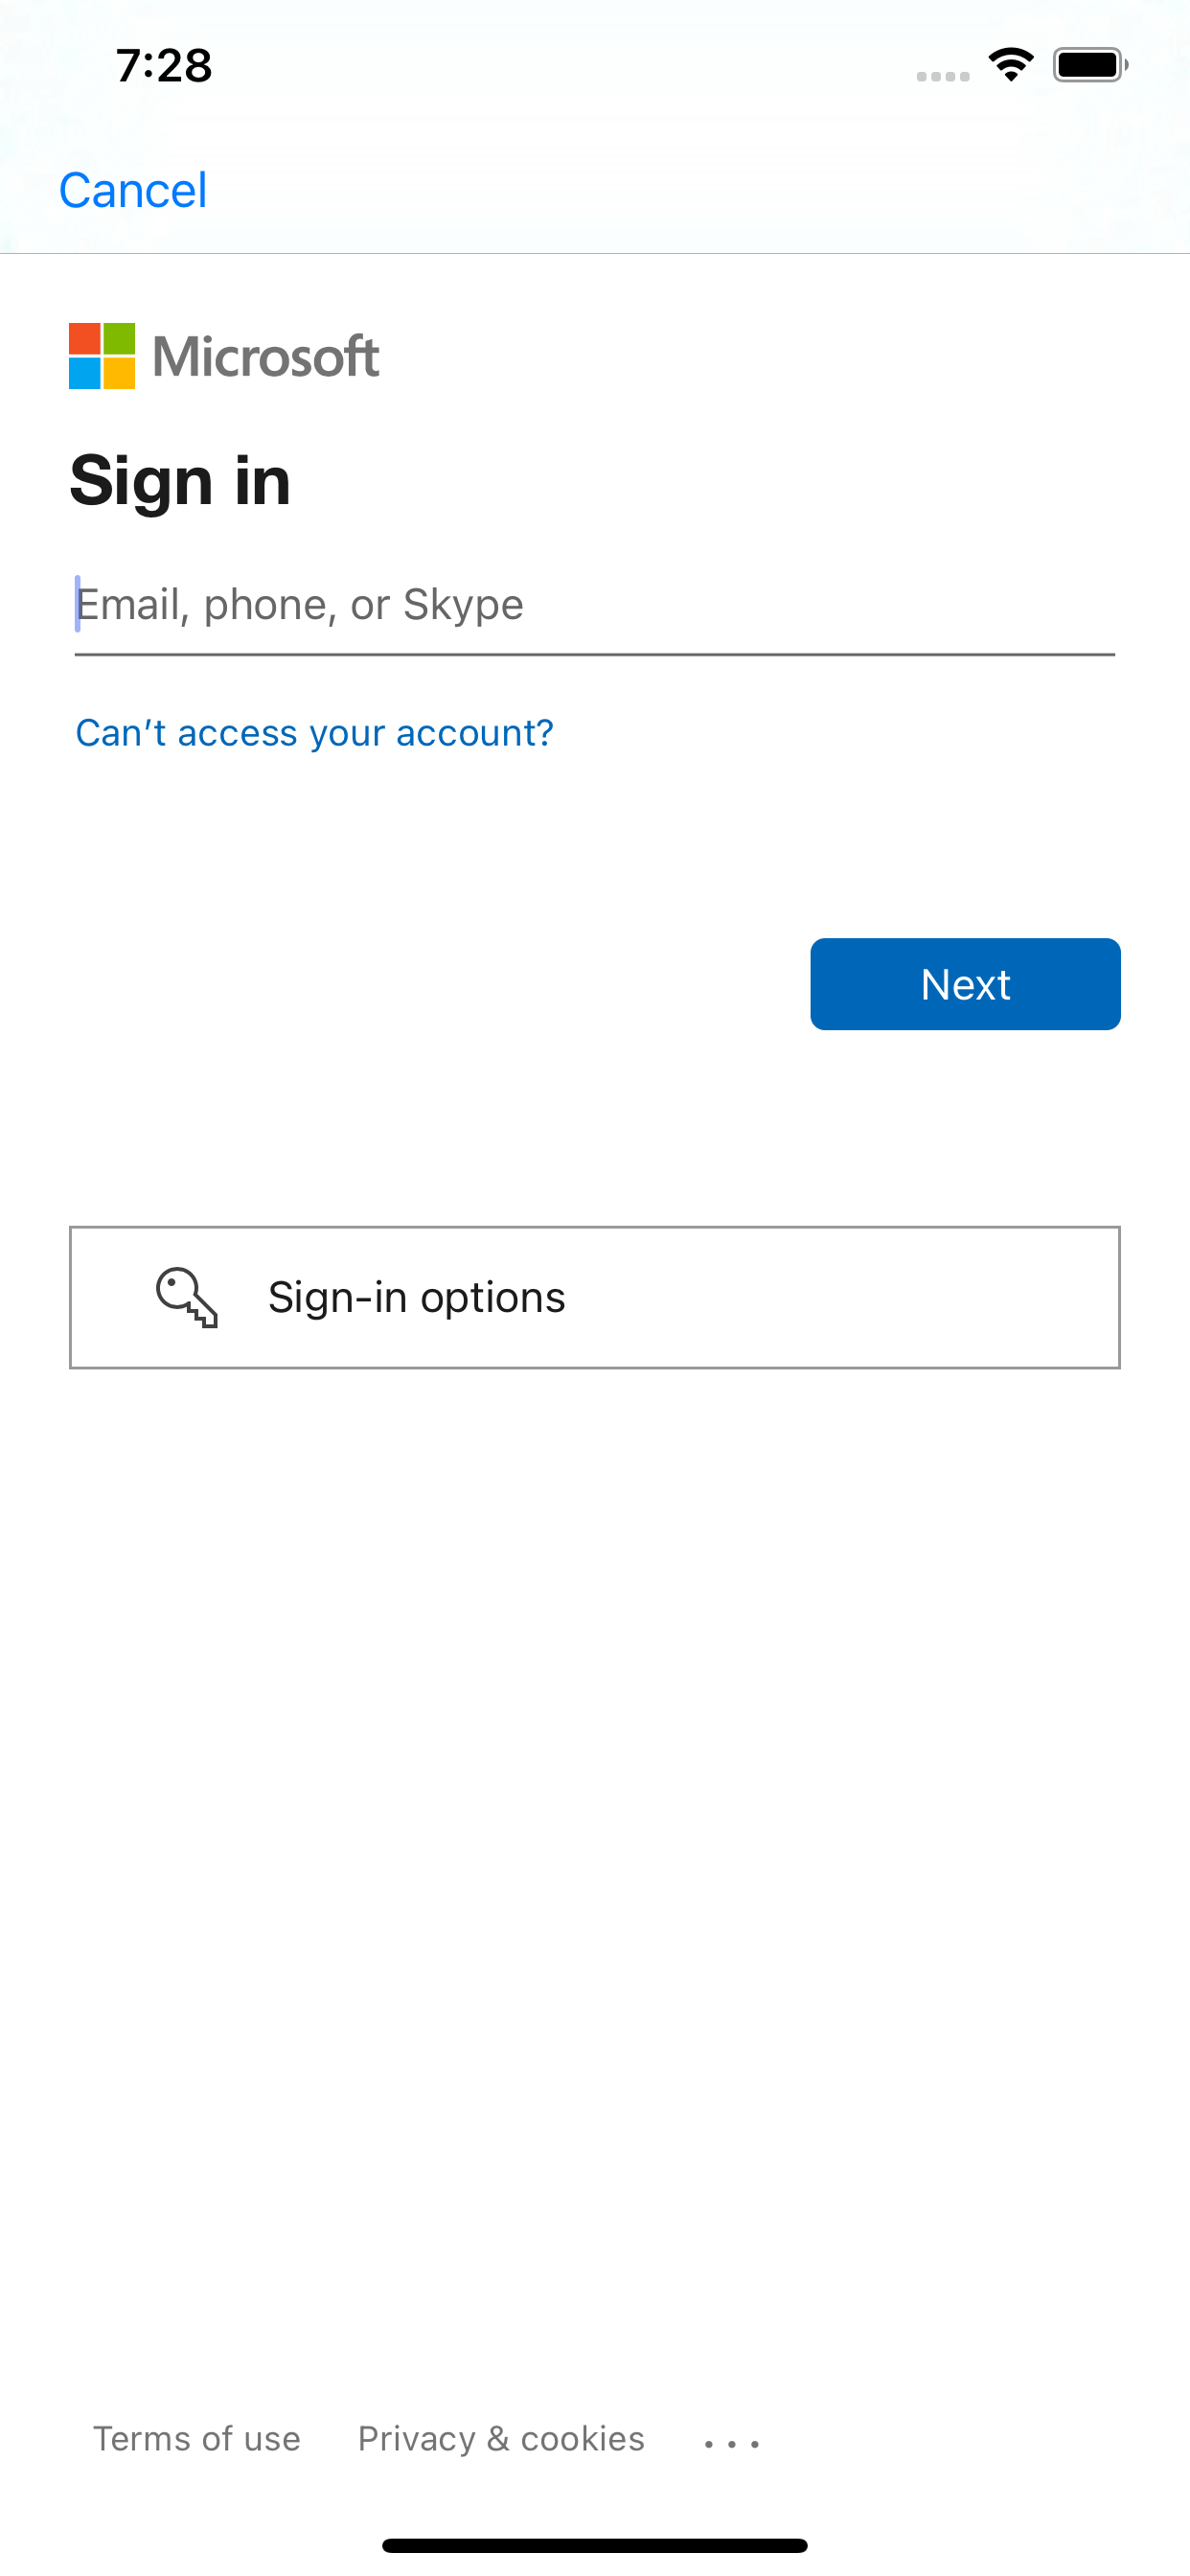 7:28
Cancel
Microsoft
Sign in
Email, phone, or Skype
Can't access your account?
Next
Sign-in options
Terms of use Privacy & cookies ...